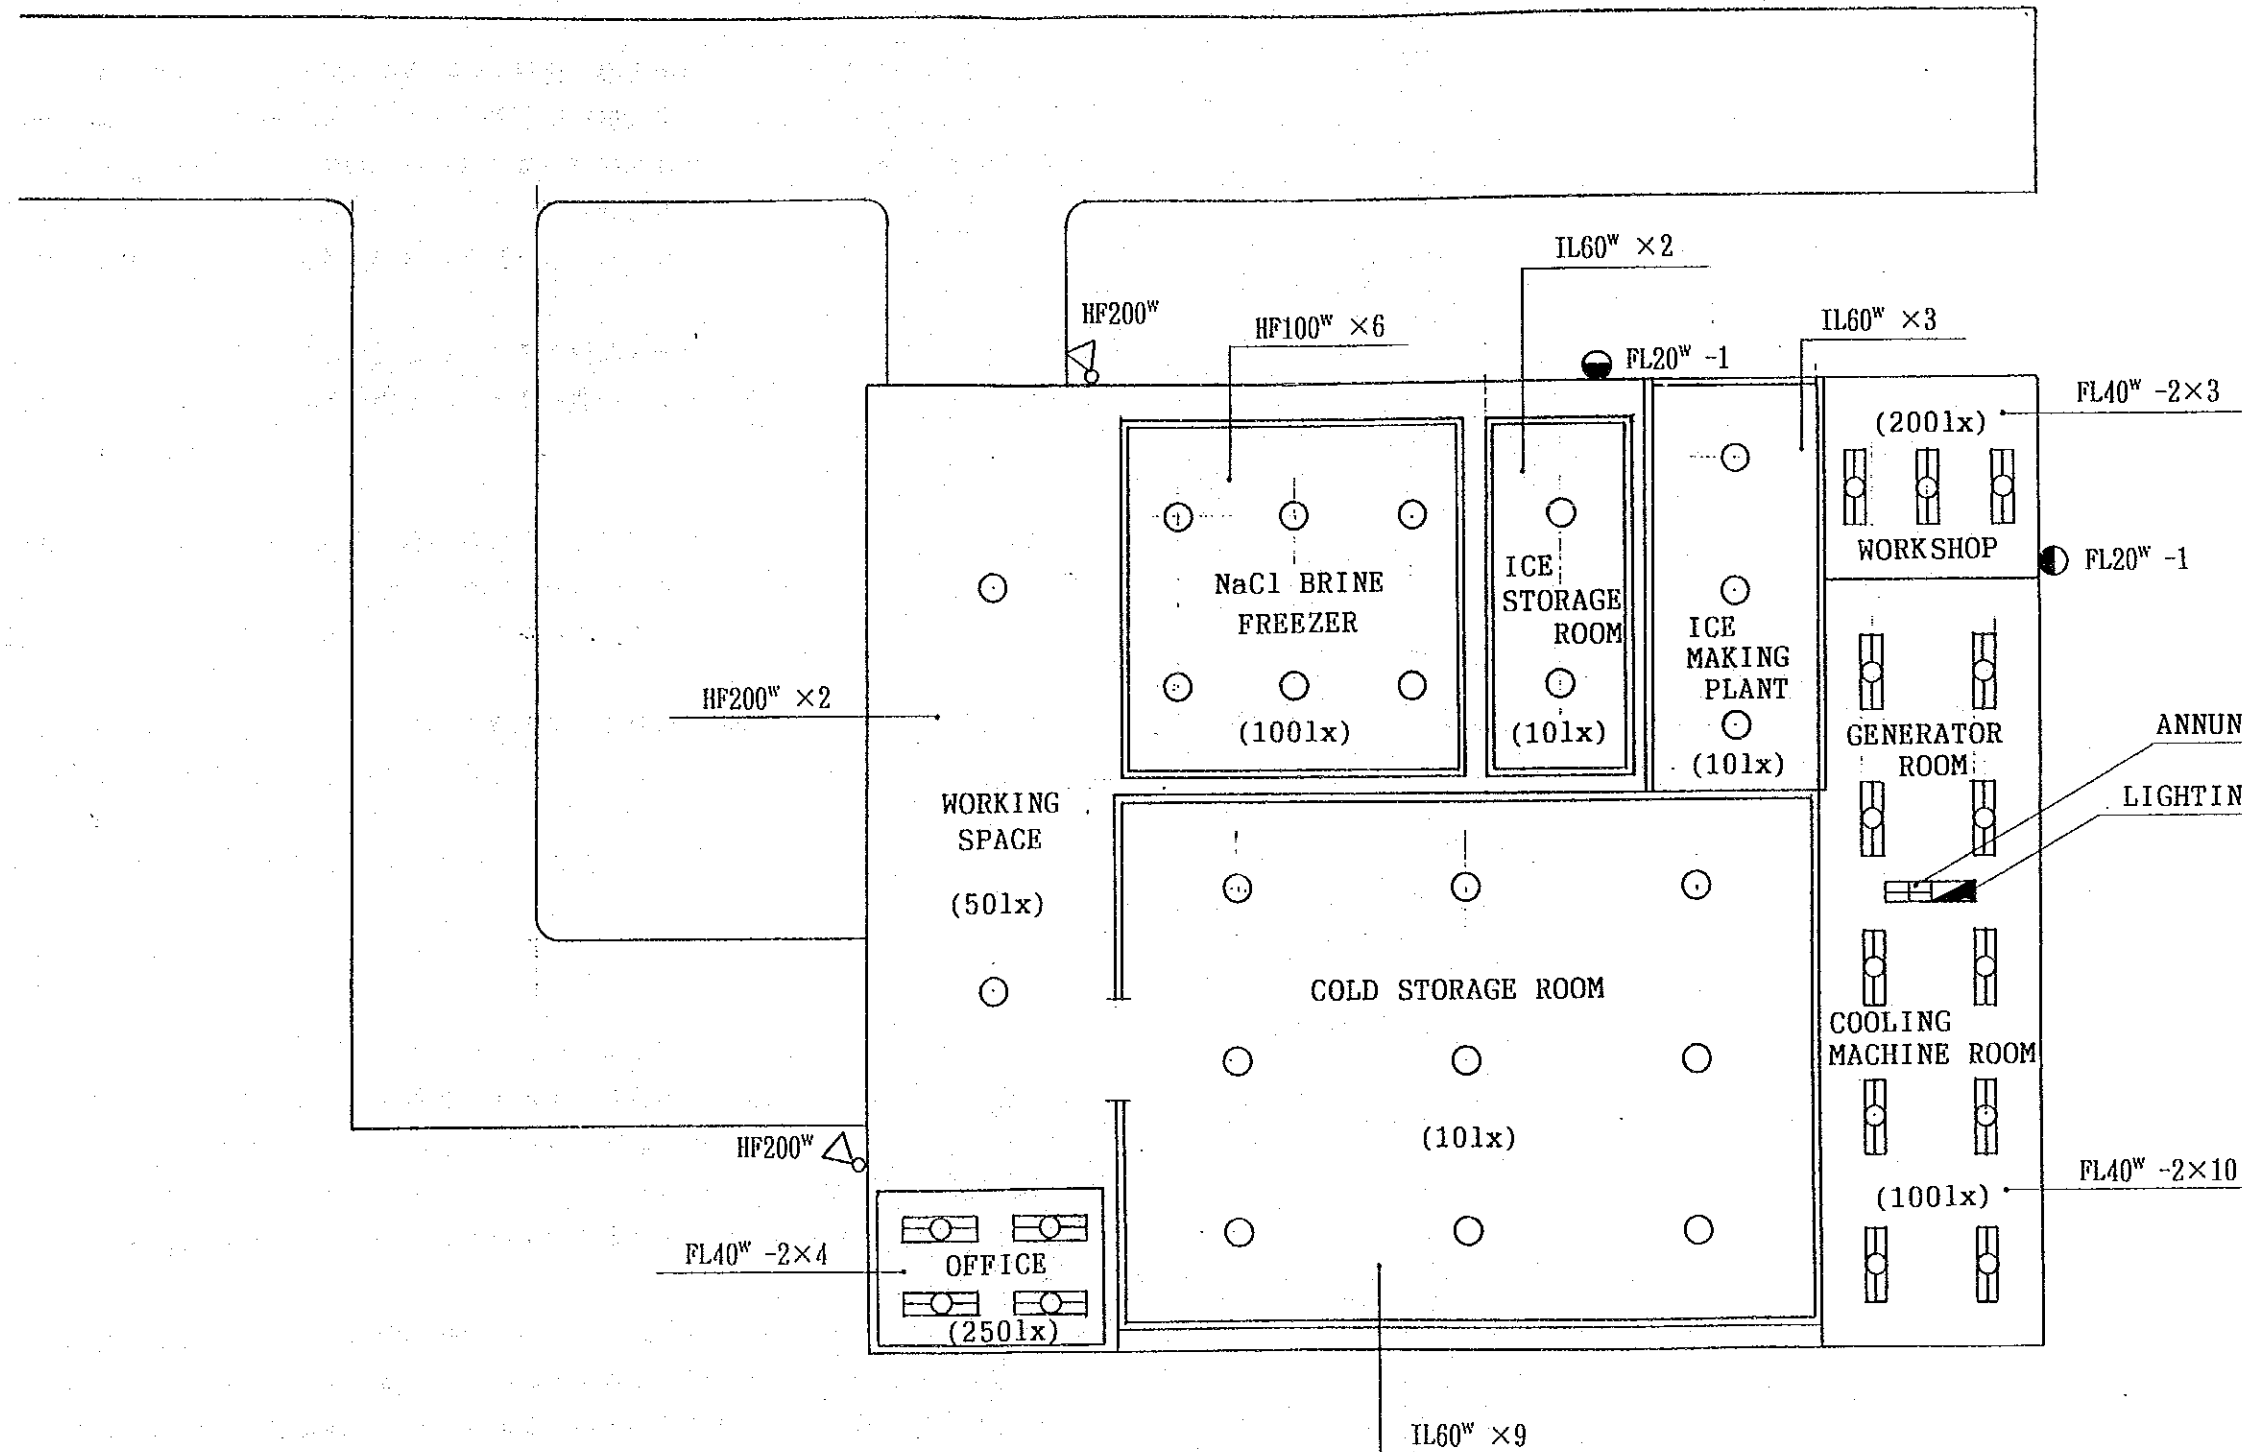 IL60ᵂ ×2
HF200ᵂ
HF100ᵂ ×6
IL60ᵂ ×3
FL20ᵂ -1
FL40ᵂ -2×3
(200lx)
WORKSHOP
FL20ᵂ -1
NaCl BRINE
FREEZER
(100lx)
ICE
STORAGE
ROOM
(10lx)
ICE
MAKING
PLANT
(10lx)
HF200ᵂ ×2
GENERATOR
ROOM
ANNUN
LIGHTIN
WORKING
SPACE
(50lx)
COLD STORAGE ROOM
(10lx)
COOLING
MACHINE ROOM
HF200ᵂ
FL40ᵂ -2×10
(100lx)
FL40ᵂ -2×4
OFFICE
(250lx)
IL60ᵂ ×9